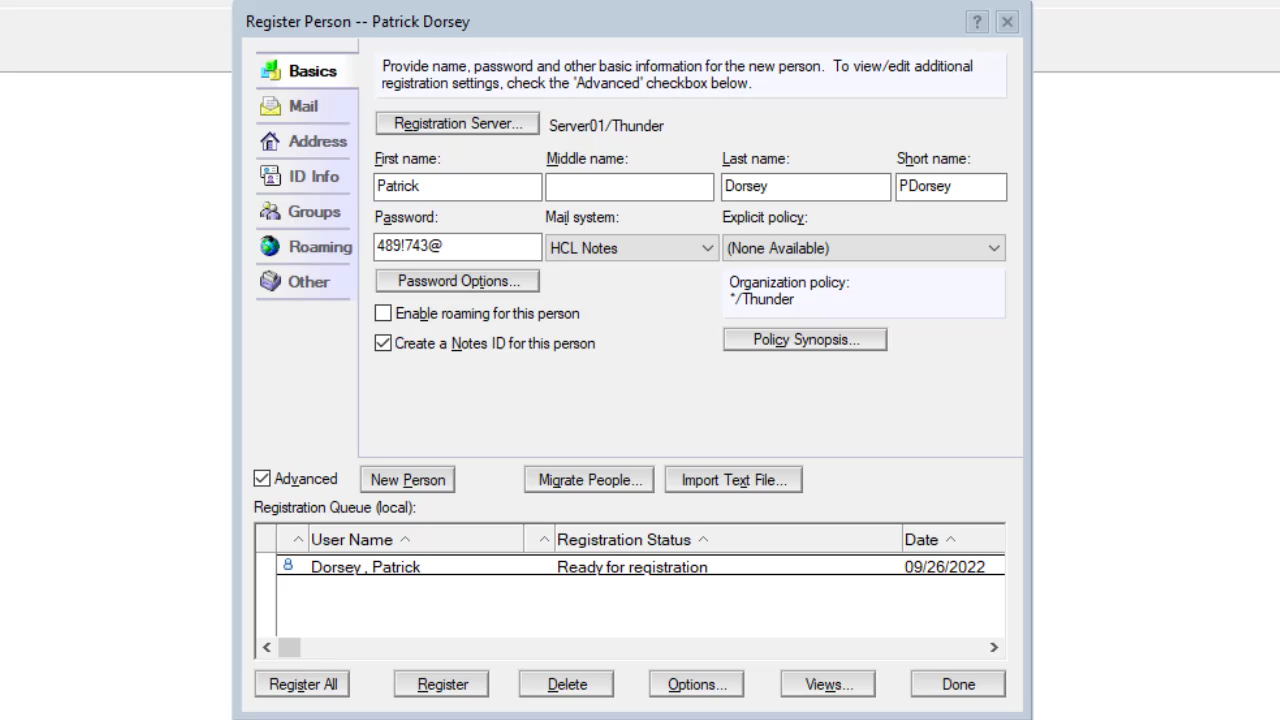 Register Person -- Patrick Dorsey
?
Basics
Mail
Address
ID Info
Groups
Roaming
Other
Provide name, password and other basic information for the new person. To view/edit additional
registration settings, check the 'Advanced' checkbox below.
Registration Server... Server01/Thunder
First name: Middle name: Last name: Short name:
Patrick Dorsey PDorsey
Password: Mail system: Explicit policy:
489!743@ HCL Notes (None Available)
Password Options...
Organization policy:
*/Thunder
Enable roaming for this person
Create a Notes ID for this person
Policy Synopsis...
Advanced New Person Migrate People... Import Text File...
Registration Queue (local):
User Name Registration Status Date
Dorsey , Patrick Ready for registration 09/26/2022
Register All Register Delete Options... Views... Done